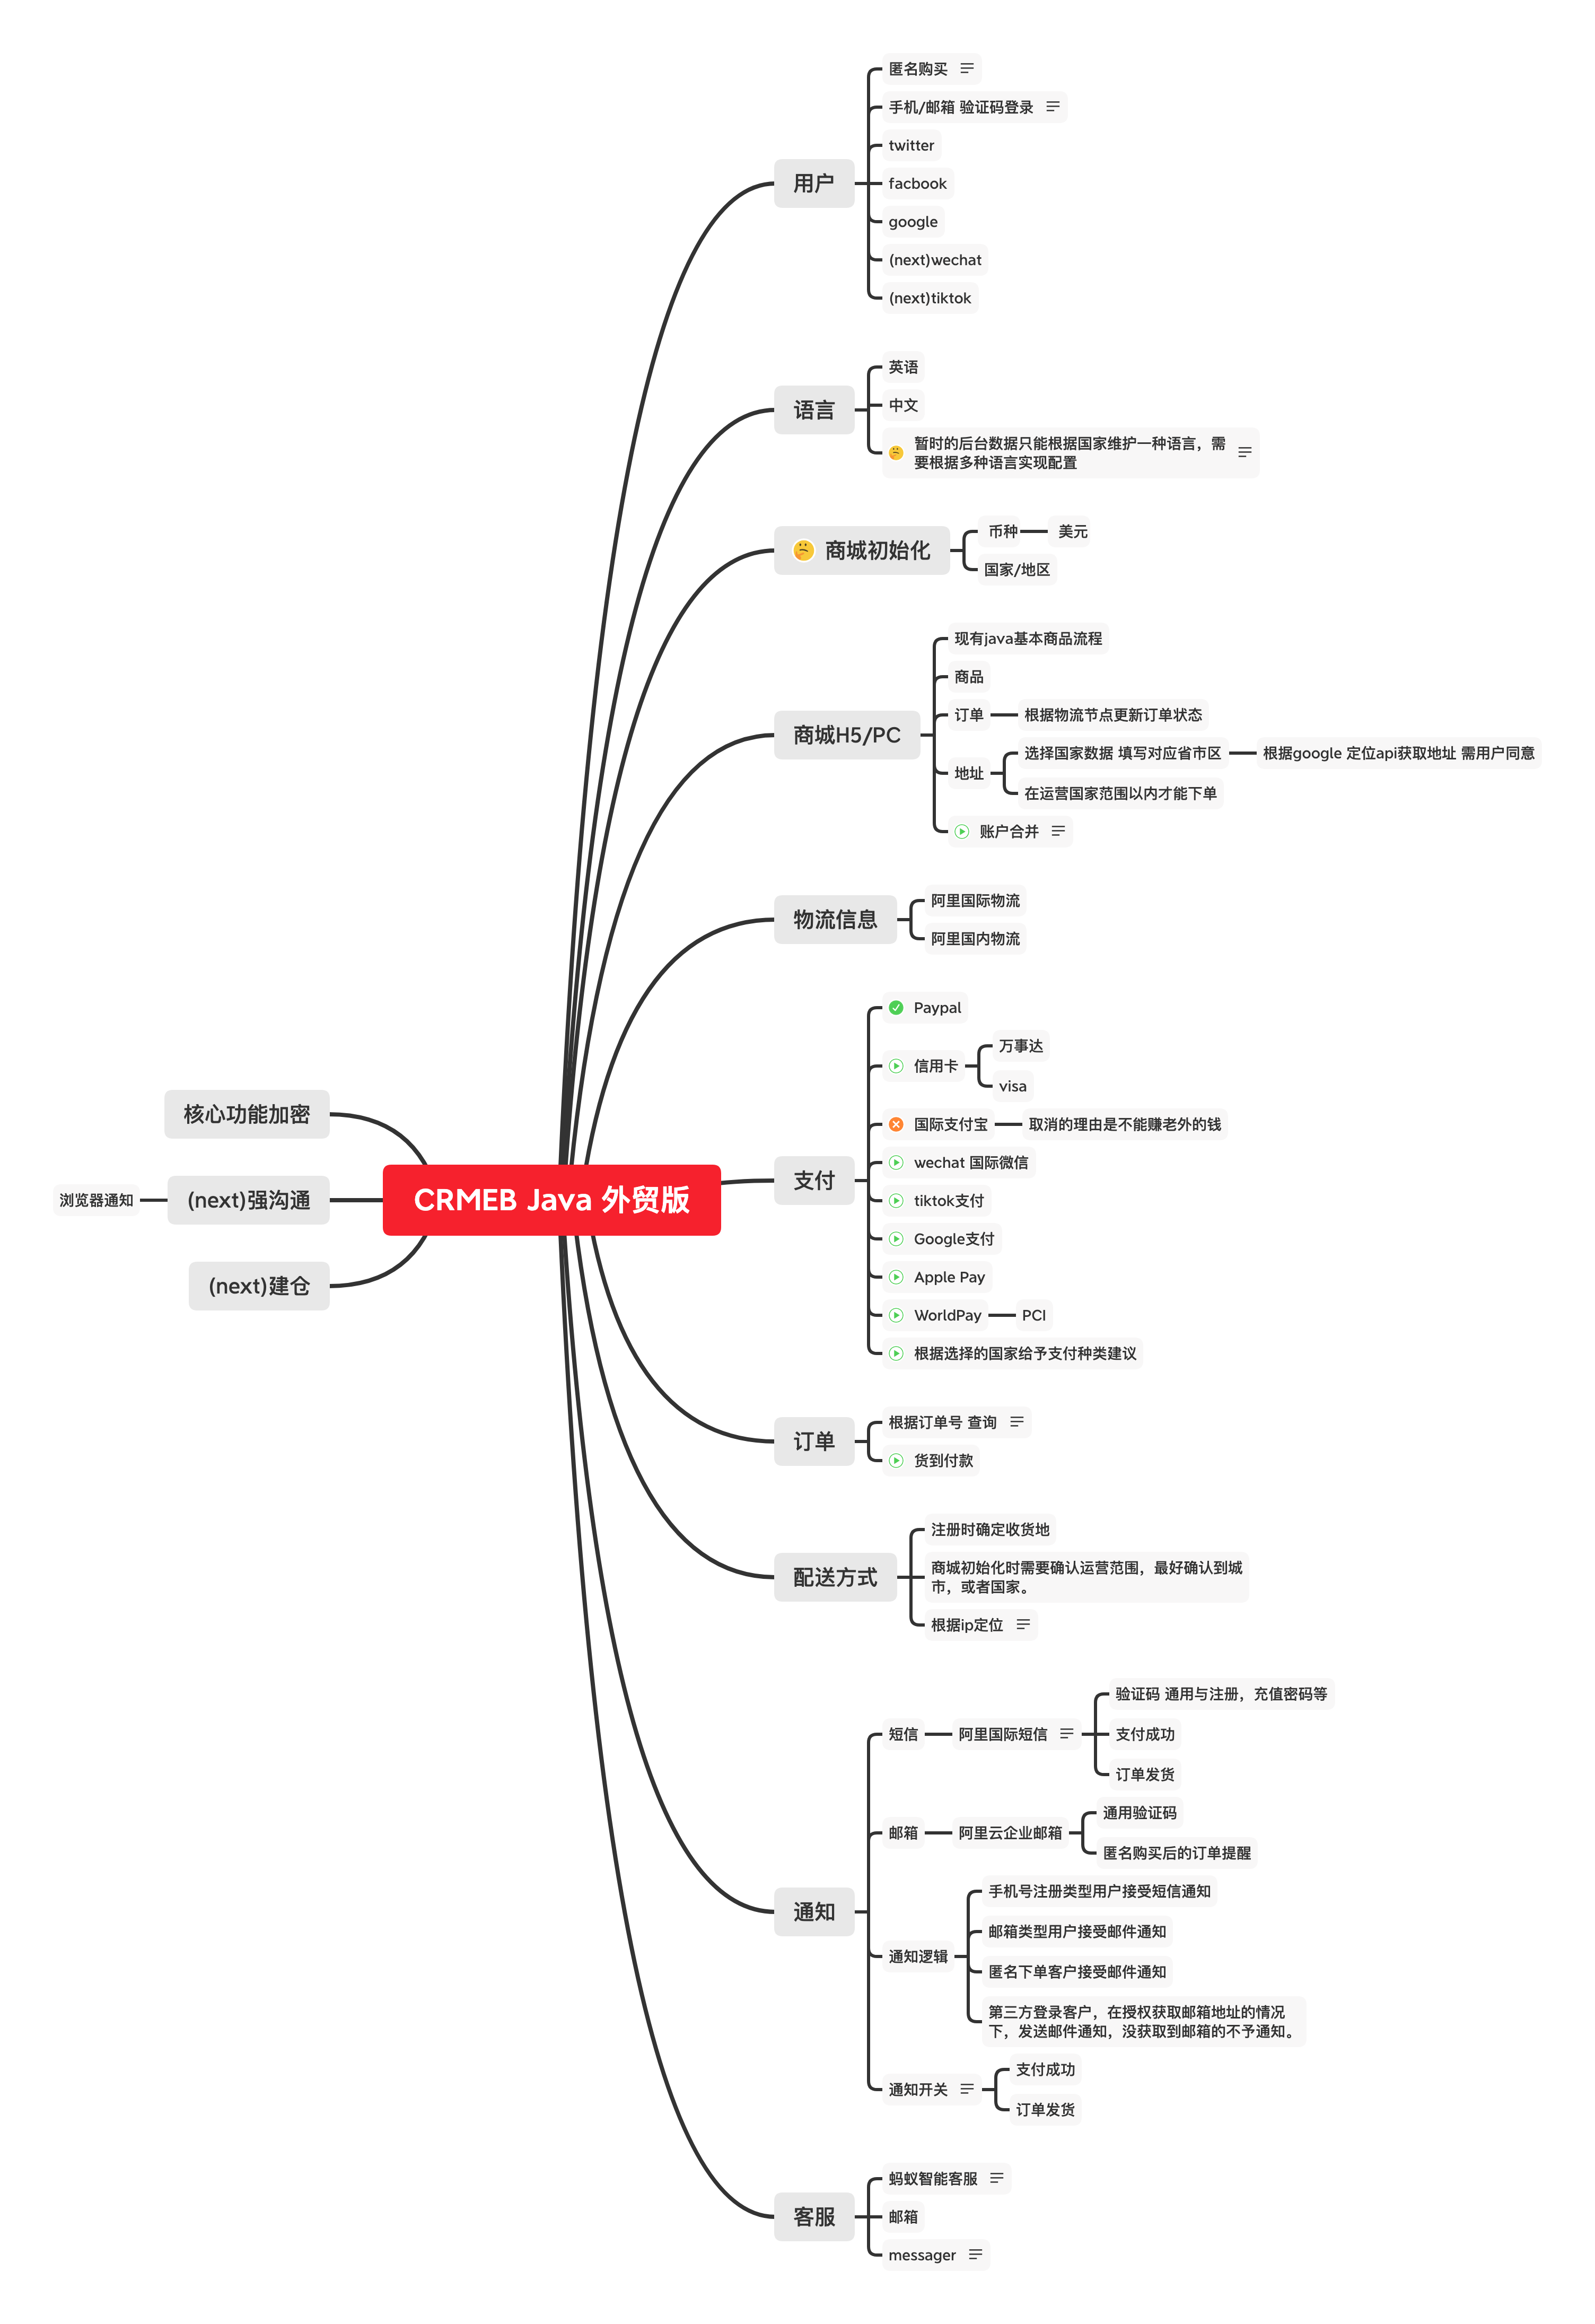 匿名购买
手机/邮箱 验证码登录
twitter
facbook
google
(next)wechat
(next)tiktok
用户
英语
中文
暂时的后台数据只能根据国家维护一种语言，需
要根据多种语言实现配置
语言
币种
美元
国家/地区
商城初始化
现有java基本商品流程
商品
订单
根据物流节点更新订单状态
地址
选择国家数据 填写对应省市区
根据google 定位api获取地址 需用户同意
在运营国家范围以内才能下单
账户合并
商城H5/PC
阿里国际物流
阿里国内物流
物流信息
Paypal
信用卡
万事达
visa
国际支付宝
取消的理由是不能赚老外的钱
wechat 国际微信
tiktok支付
Google支付
Apple Pay
WorldPay
PCI
根据选择的国家给予支付种类建议
支付
核心功能加密
浏览器通知
(next)强沟通
(next)建仓
CRMEB Java 外贸版
根据订单号 查询
货到付款
订单
注册时确定收货地
商城初始化时需要确认运营范围，最好确认到城
市，或者国家。
根据ip定位
配送方式
短信
阿里国际短信
验证码 通用与注册，充值密码等
支付成功
订单发货
邮箱
阿里云企业邮箱
通用验证码
匿名购买后的订单提醒
通知逻辑
手机号注册类型用户接受短信通知
邮箱类型用户接受邮件通知
匿名下单客户接受邮件通知
第三方登录客户，在授权获取邮箱地址的情况
下，发送邮件通知，没获取到邮箱的不予通知。
通知开关
支付成功
订单发货
通知
蚂蚁智能客服
邮箱
messager
客服